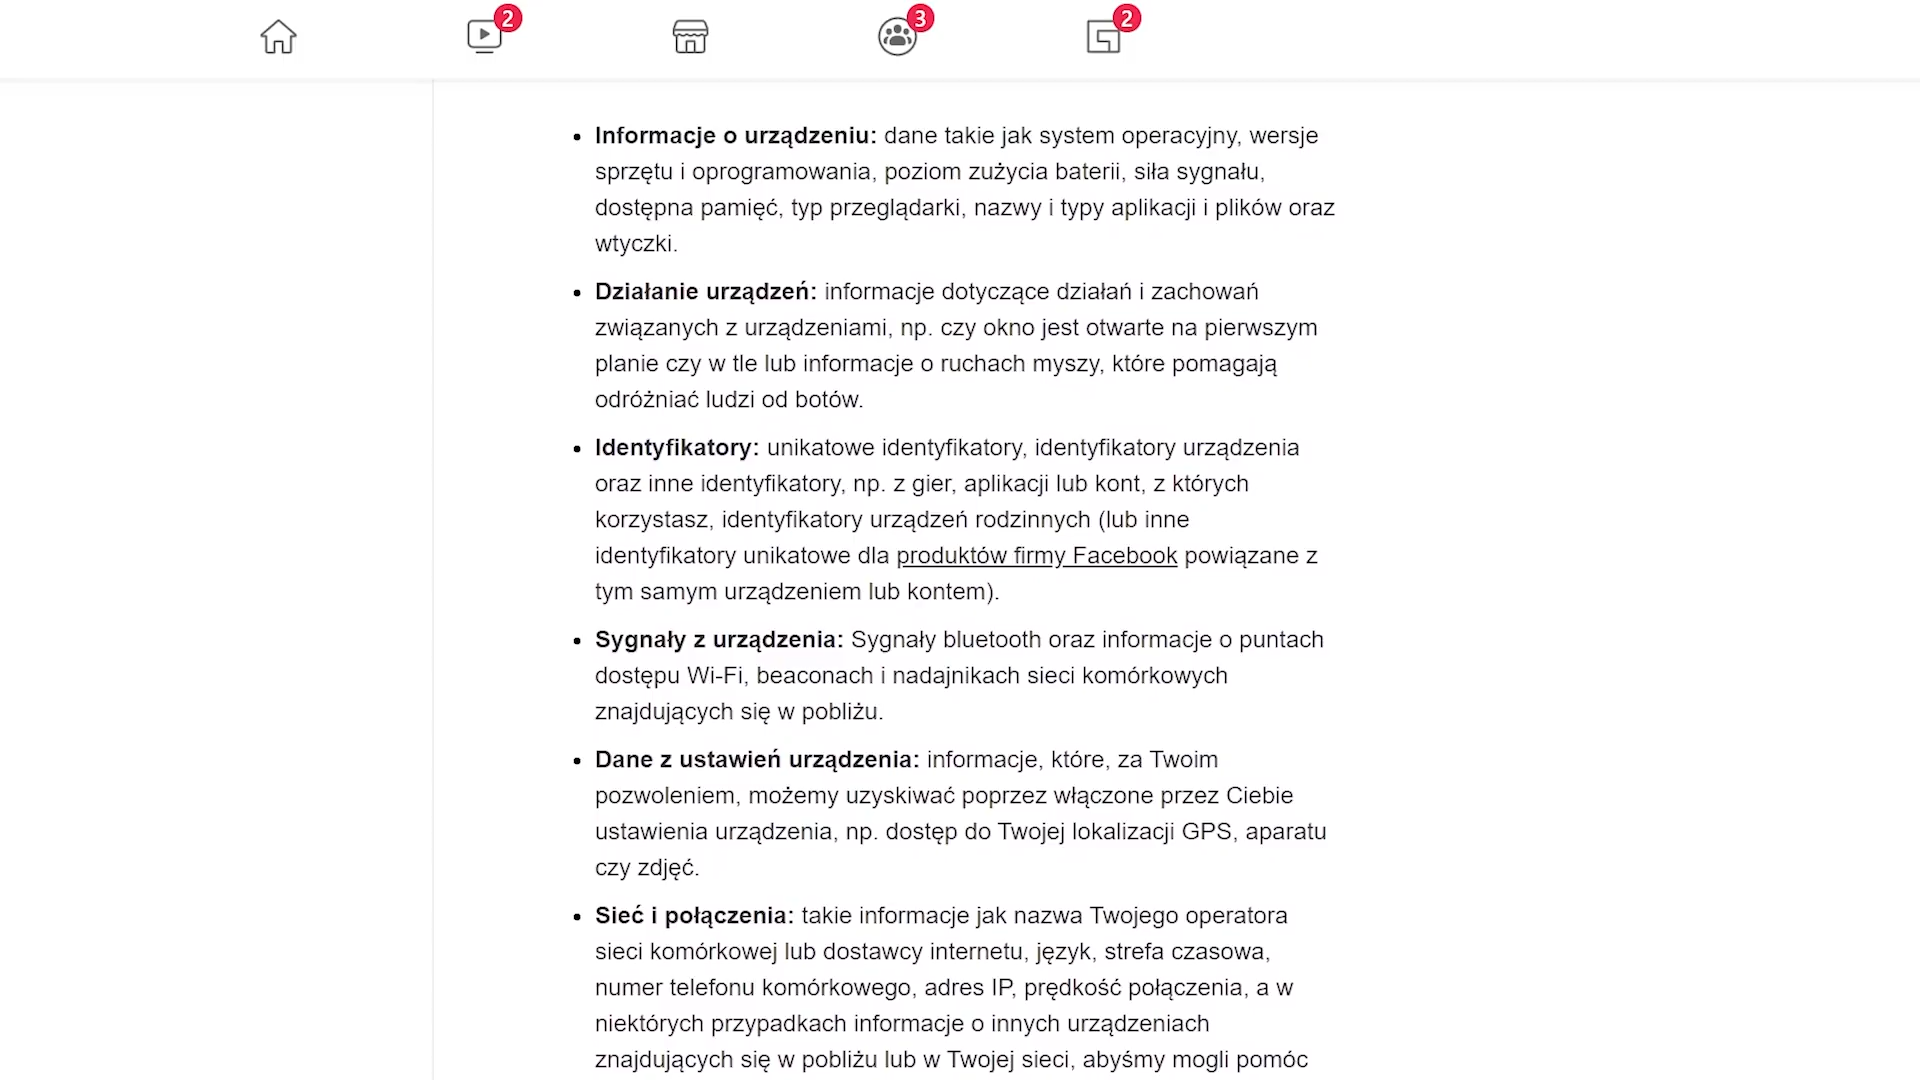 2
3
2
Informacje o urządzeniu: dane takie jak system operacyjny, wersje
sprzętu i oprogramowania, poziom zużycia baterii, siła sygnału,
dostępna pamięć, typ przeglądarki, nazwy i typy aplikacji i plików oraz
wtyczki.
Działanie urządzeń: informacje dotyczące działań i zachowań
związanych z urządzeniami, np. czy okno jest otwarte na pierwszym
planie czy w tle lub informacje o ruchach myszy, które pomagają
odróżniać ludzi od botów.
Identyfikatory: unikatowe identyfikatory, identyfikatory urządzenia
oraz inne identyfikatory, np. z gier, aplikacji lub kont, z których
korzystasz, identyfikatory urządzeń rodzinnych (lub inne
identyfikatory unikatowe dla produktów firmy Facebook powiązane z
tym samym urządzeniem lub kontem).
Sygnały z urządzenia: Sygnały bluetooth oraz informacje o puntach
dostępu Wi-Fi, beaconach i nadajnikach sieci komórkowych
znajdujących się w pobliżu.
Dane z ustawień urządzenia: informacje, które, za Twoim
pozwoleniem, możemy uzyskiwać poprzez włączone przez Ciebie
ustawienia urządzenia, np. dostęp do Twojej lokalizacji GPS, aparatu
czy zdjęć.
Sieć i połączenia: takie informacje jak nazwa Twojego operatora
sieci komórkowej lub dostawcy internetu, język, strefa czasowa,
numer telefonu komórkowego, adres IP, prędkość połączenia, a w
niektórych przypadkach informacje o innych urządzeniach
znajdujących się w pobliżu lub w Twojej sieci, abyśmy mogli pomóc